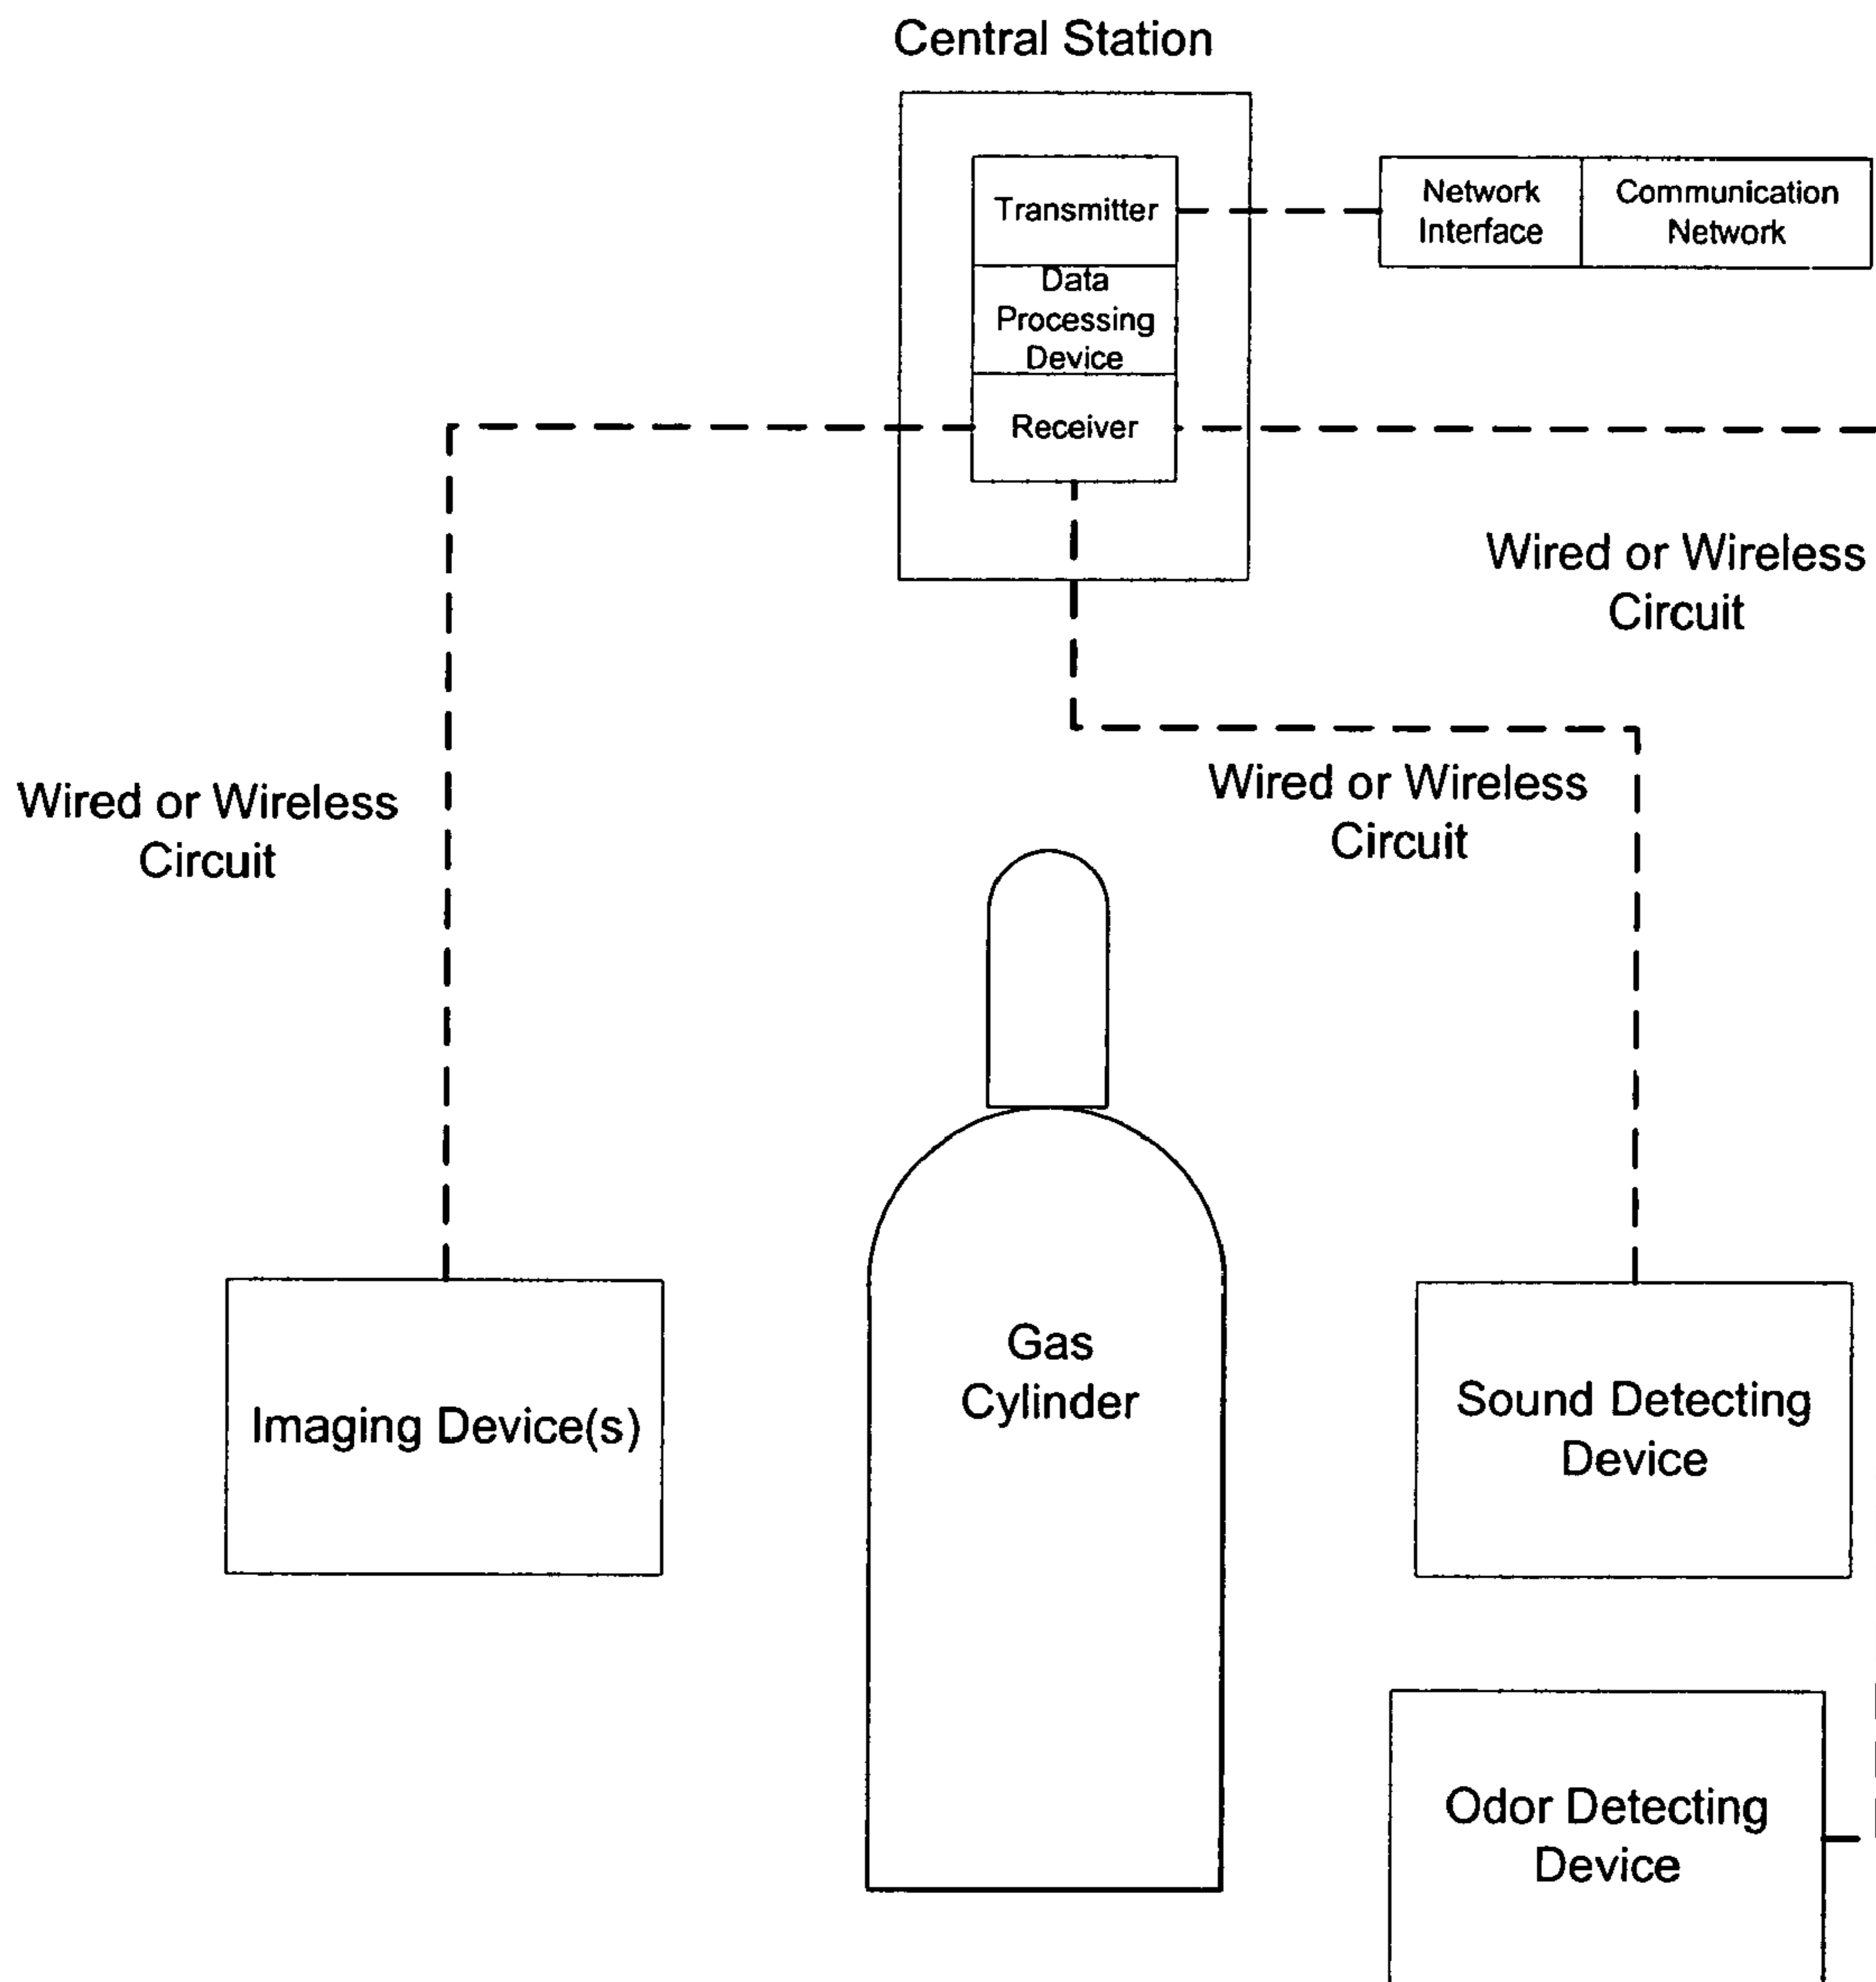 Central Station
Transmitter
Network
Interface
Communication
Network
Data
Processing
Device
Receiver
Wired or Wireless
Circuit
Wired or Wireless
Circuit
Wired or Wireless
Circuit
Gas
Cylinder
Imaging Device(s)
Sound Detecting
Device
Odor Detecting
Device